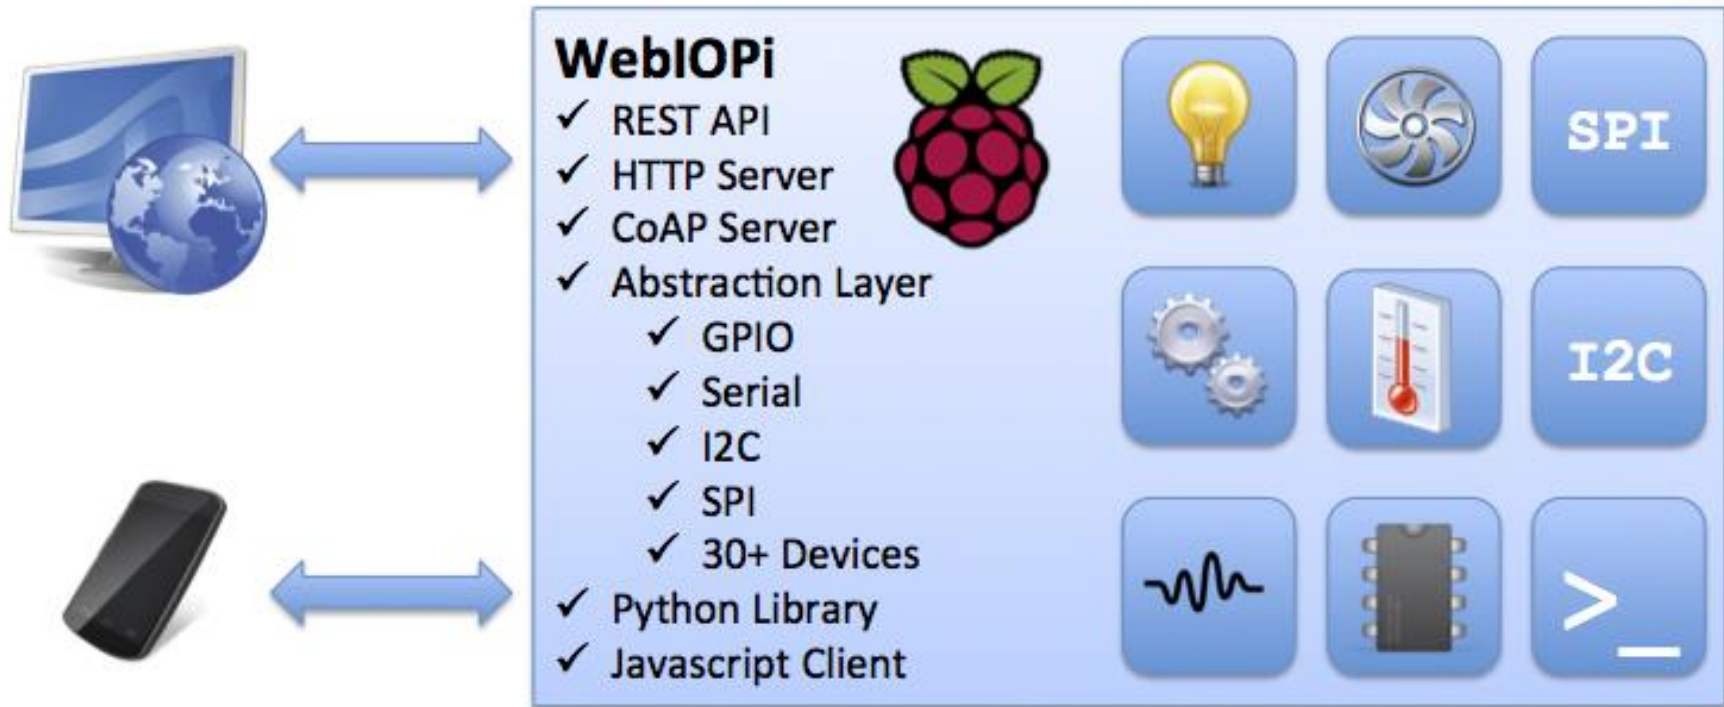 WebIOPi
✓ REST API
✓ HTTP Server
✓ CoAP Server
✓ Abstraction Layer
✓ GPIO
✓ Serial
✓ I2C
✓ SPI
✓ 30+ Devices
✓ Python Library
✓ Javascript Client
SPI
I2C
>_